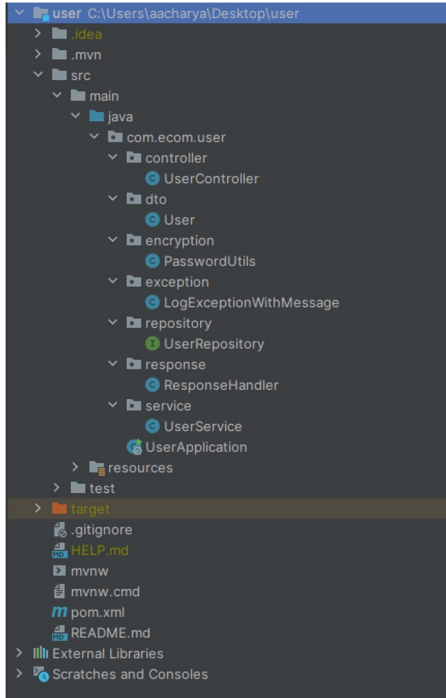 user C:\Users\aacharya\Desktop\user
.idea
.mvn
src
main
java
com.ecom.user
controller
UserController
dto
User
encryption
PasswordUtils
exception
LogExceptionWithMessage
repository
UserRepository
response
ResponseHandler
service
UserService
UserApplication
resources
test
target
.gitignore
HELP.md
mvnw
mvnw.cmd
pom.xml
README.md
External Libraries
Scratches and Consoles